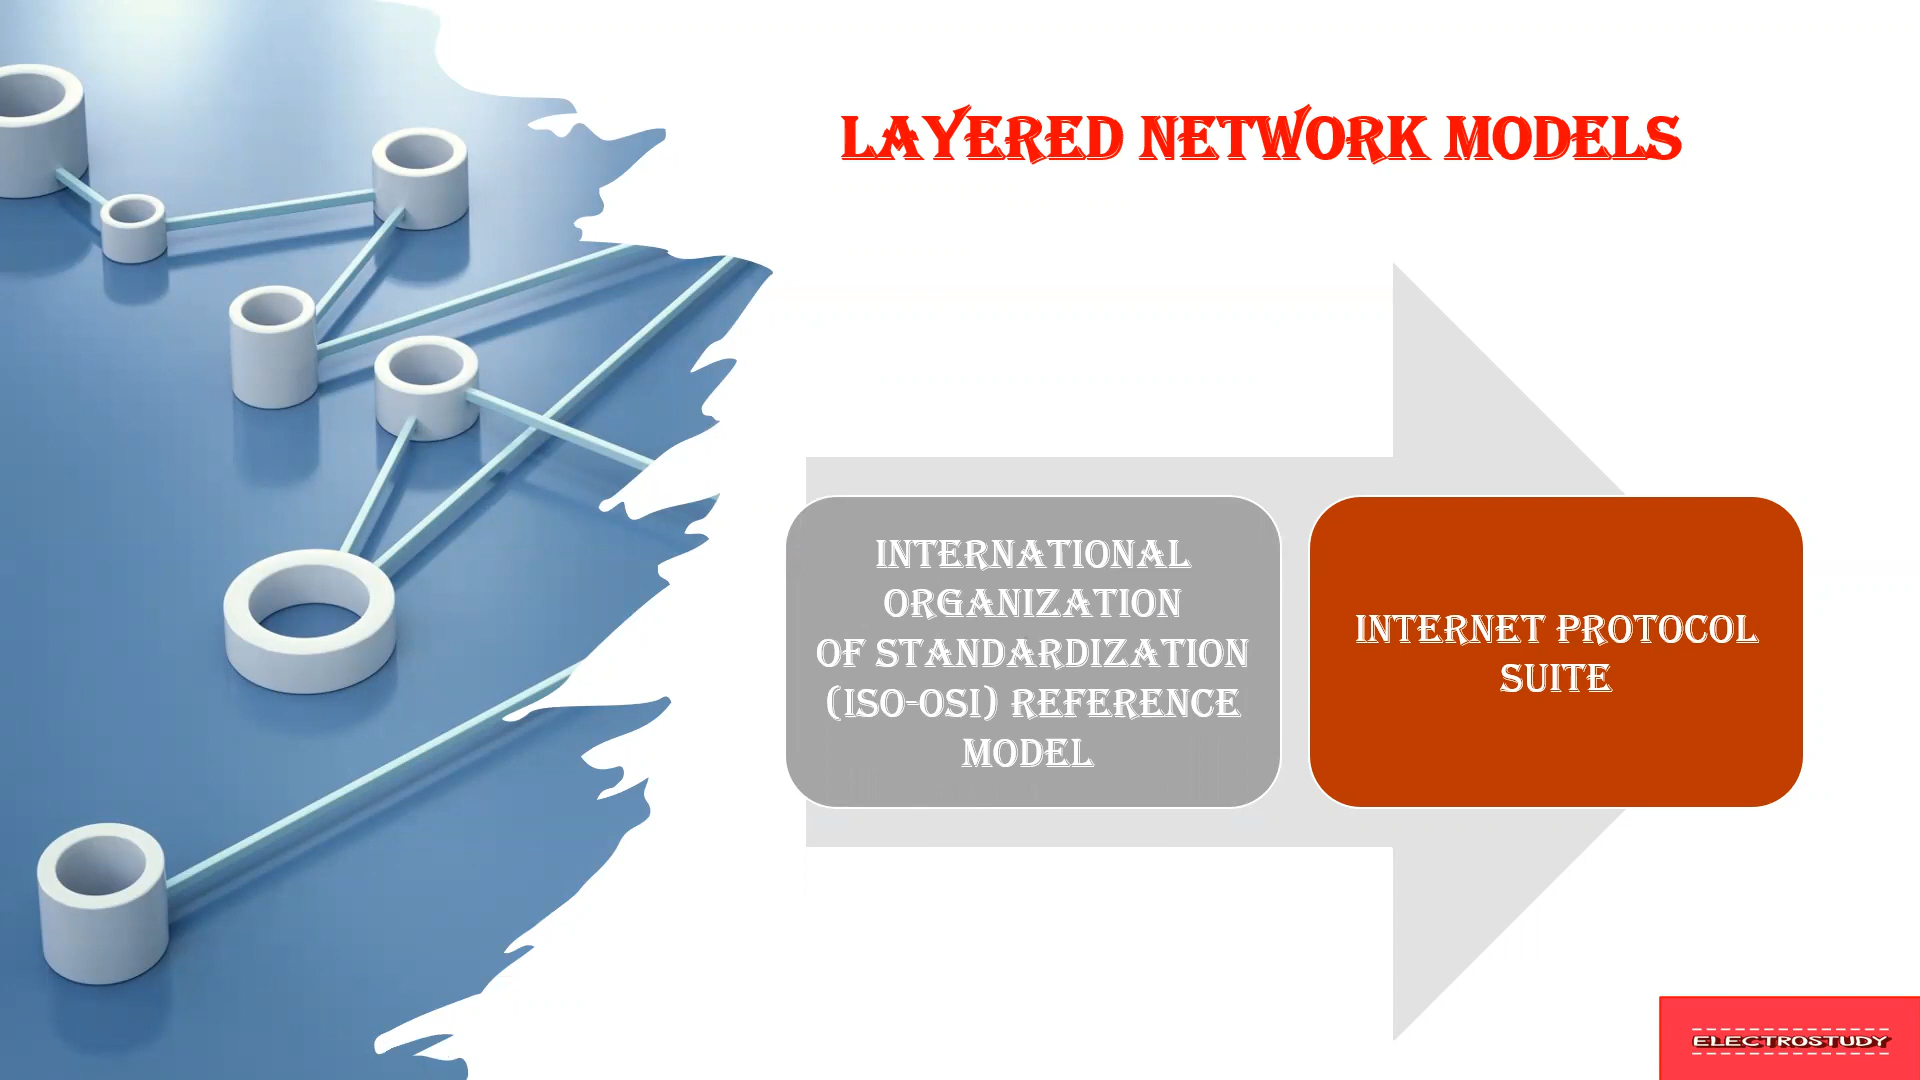 LAYERED NETWORK MODELS
INTERNATIONAL
ORGANIZATION
OF STANDARDIZATION
(ISO-OSI) REFERENCE
MODEL
INTERNET PROTOCOL
SUITE
ELECTROSTUDY